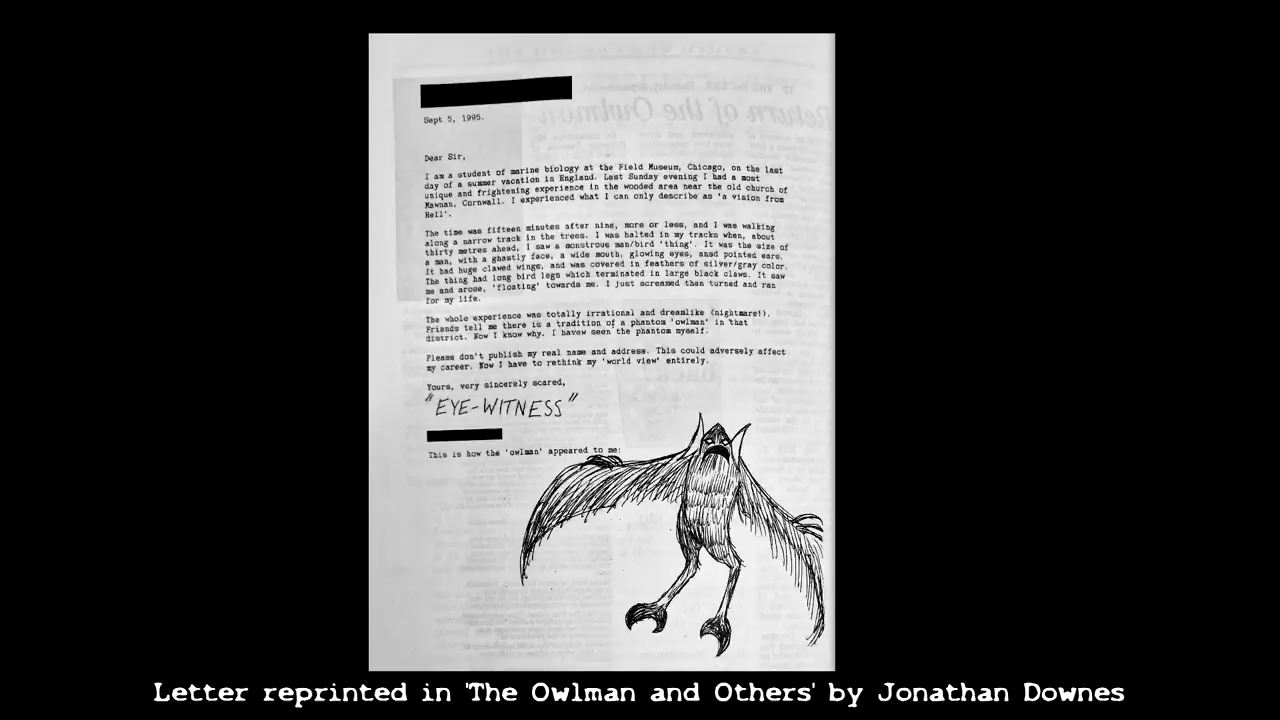 Return of the Owlman
Sept 5, 1995.
Dear Sir,
I am a student of marine biology at the Field Museum, Chicago, on the last
day of a summer vacation in England. Last Sunday evening I had a most
unique and frightening experience in the wooded area near the old church of
Mawnan, Cornwall. I experienced what I can only describe as 'a vision from
Hell'.
The time was fifteen minutes after nine, more or less, and I was walking
along a narrow track in the trees. I was halted in my tracks when, about
thirty metres ahead, I saw a monstrous man/bird 'thing'. It was the size of
a man, with a ghastly face, a wide mouth, glowing eyes, ansd pointed ears.
It had huge clawed wings, and was covered in feathers of silver/gray color.
The thing had long bird legs which terminated in large black claws. It saw
me and arose, 'floating' towards me. I just screamed then turned and ran
for my life.
The whole experience was totally irrational and dreamlike (nightmare!).
Friends tell me there is a tradition of a phantom 'owlman' in that
district. Now I know why. I havew seen the phantom myself.
Please don't publish my real name and address. This could adversely affect
my career. Now I have to rethink my 'world view' entirely.
Yours, very sincerely scared,
"EYE-WITNESS"
This is how the 'owlman' appeared to me:
Letter reprinted in 'The Owlman and Others' by Jonathan Downes